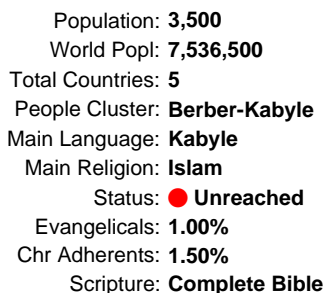 Population: 3,500
World Popl: 7,536,500
Total Countries: 5
People Cluster: Berber-Kabyle
Main Language: Kabyle
Main Religion: Islam
Status: Unreached
Evangelicals: 1.00%
Chr Adherents: 1.50%
Scripture: Complete Bible